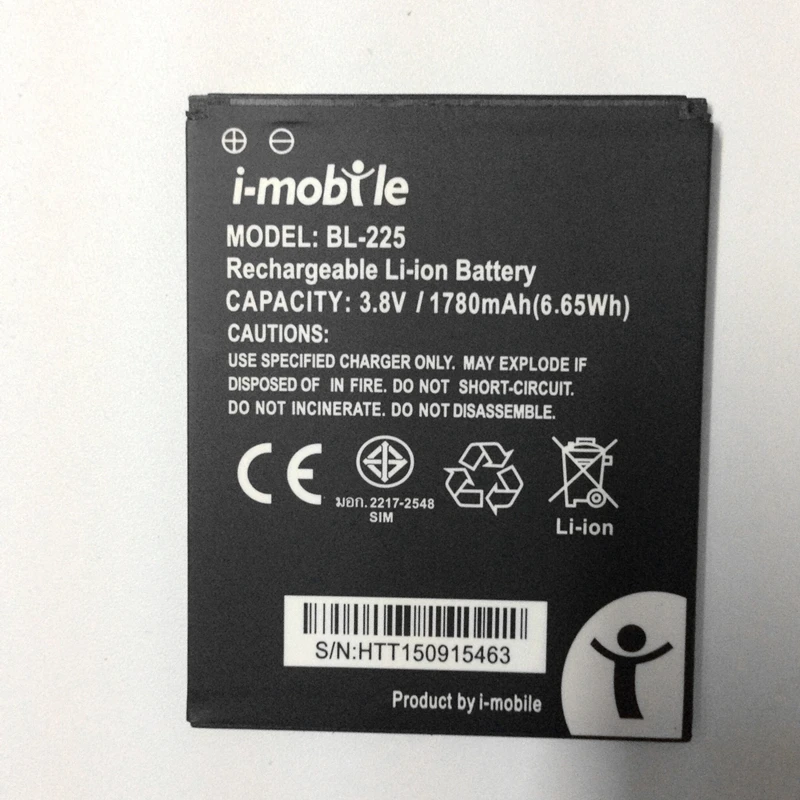 i-mobile
MODEL: BL-225
Rechargeable Li-ion Battery
CAPACITY: 3.8V / 1780mAh(6.65Wh)
CAUTIONS:
USE SPECIFIED CHARGER ONLY. MAY EXPLODE IF
DISPOSED OF IN FIRE. DO NOT SHORT-CIRCUIT.
DO NOT INCINERATE. DO NOT DISASSEMBLE.
CE
มอก. 2217-2548
SIM
Li-ion
S/N:HTT150915463
Product by i-mobile